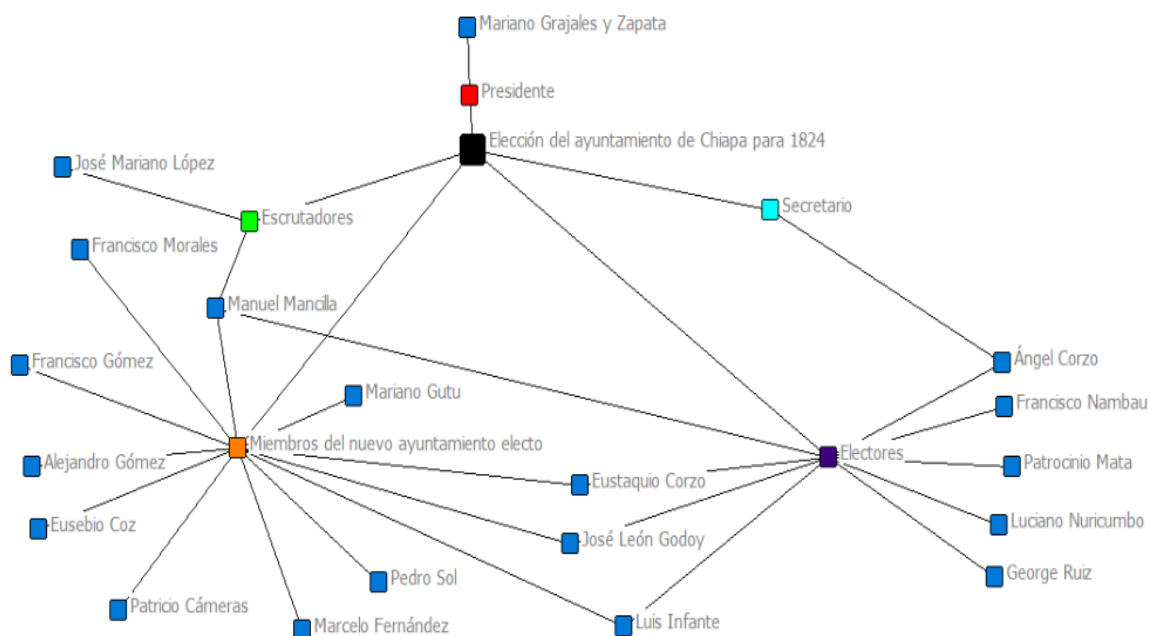 Mariano Grajales y Zapata
Presidente
Elección del ayuntamiento de Chiapa para 1824
José Mariano López
Secretario
Escrutadores
Francisco Morales
Manuel Mancilla
Ángel Corzo
Francisco Gómez
Mariano Gutu
Francisco Nambau
Miembros del nuevo ayuntamiento electo
Electores
Alejandro Gómez
Patrocinio Mata
Eustaquio Corzo
Eusebio Coz
Luciano Nuricumbo
José León Godoy
Pedro Sol
George Ruiz
Patricio Cámeras
Marcelo Fernández
Luis Infante